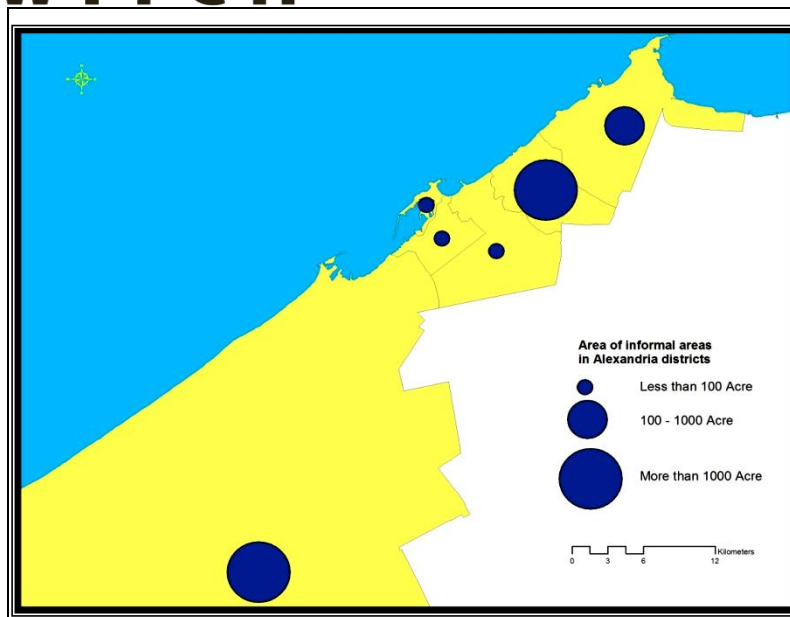 Area of informal areas
in Alexandria districts
Less than 100 Acre
100 - 1000 Acre
More than 1000 Acre
Kilometers
0 3 6 12